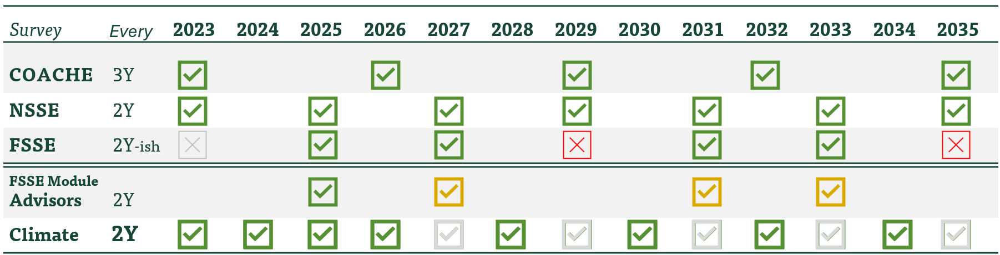 Survey Every 2023 2024 2025 2026 2027 2028 2029 2030 2031 2032 2033 2034 2035
COACHE 3Y
NSSE 2Y
FSSE 2Y-ish
FSSE Module
Advisors 2Y
Climate 2Y